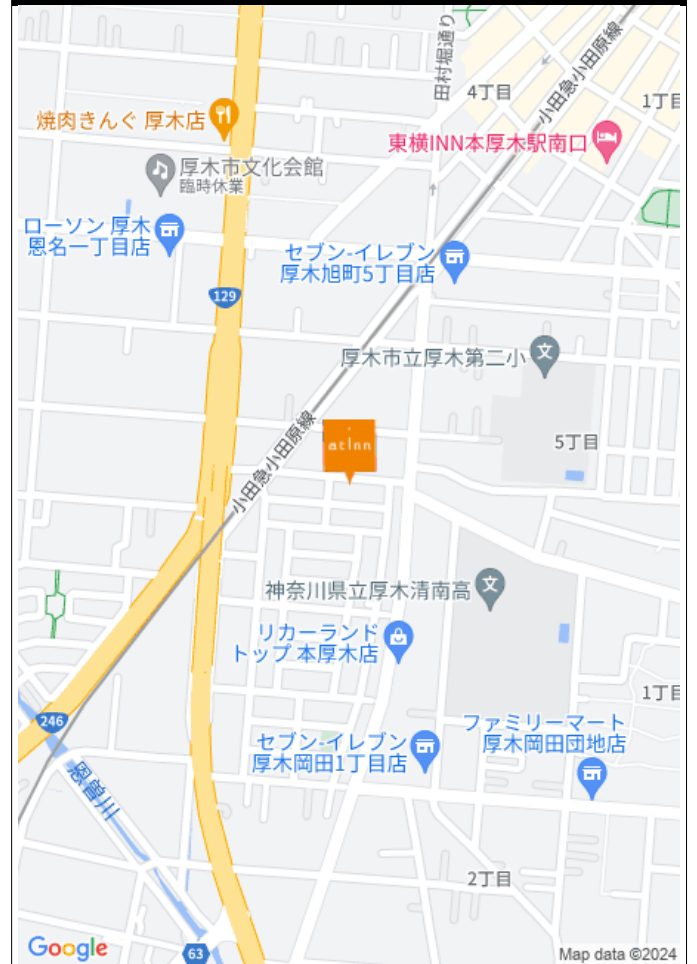 田村堀通り
4丁目
小田急小田原線
1丁目
焼肉きんぐ 厚木店
東横INN本厚木駅南口
厚木市文化会館
臨時休業
ローソン 厚木
恩名一丁目店
セブン-イレブン
厚木旭町5丁目店
129
厚木市立厚木第二小
文
atInn
5丁目
小田急小田原線
神奈川県立厚木清南高
文
リカーランド
トップ 本厚木店
1丁目
246
ファミリーマート
厚木岡田団地店
セブン-イレブン
厚木岡田1丁目店
恩曽川
2丁目
Google
63
Map data ©2024